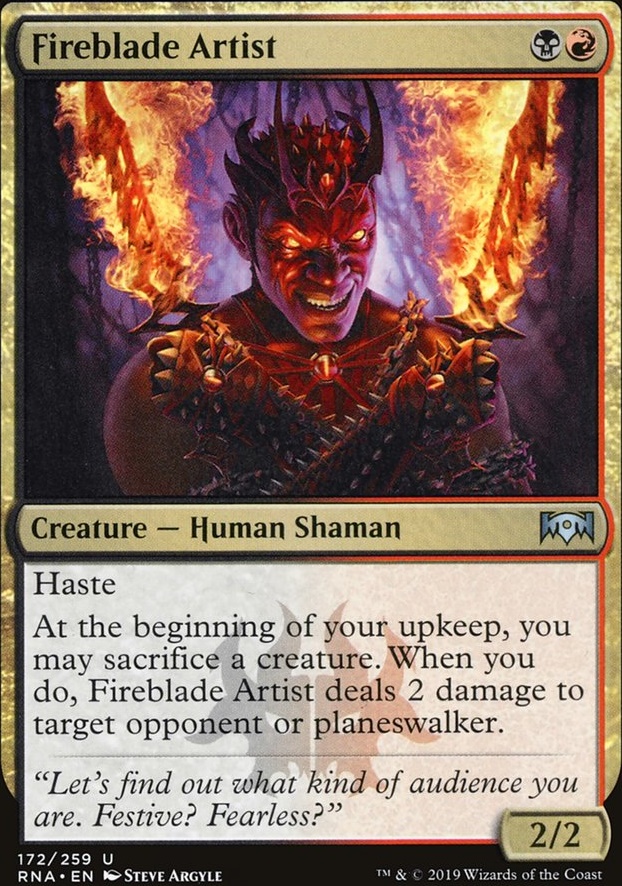 Fireblade Artist
Creature — Human Shaman
Haste
At the beginning of your upkeep, you
may sacrifice a creature. When you
do, Fireblade Artist deals 2 damage to
target opponent or planeswalker.
“Let’s find out what kind of audience you
are. Festive? Fearless?”
2/2
172/259 U
RNA • EN Steve Argyle
™ & © 2019 Wizards of the Coast